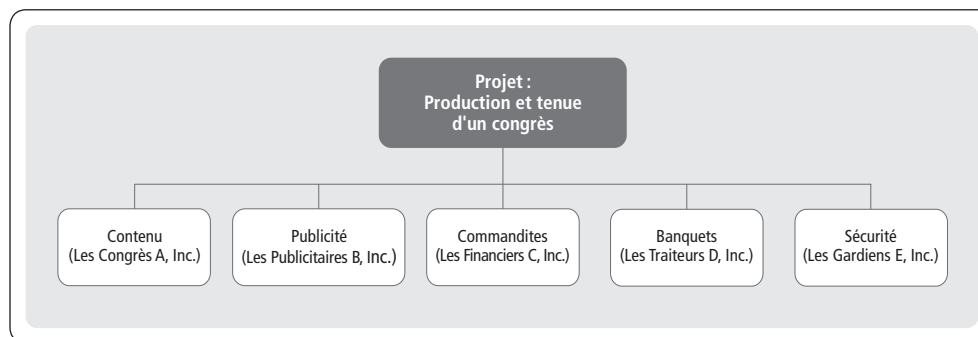 Projet :
Production et tenue
d'un congrès
Contenu
(Les Congrès A, Inc.)
Publicité
(Les Publicitaires B, Inc.)
Commandites
(Les Financiers C, Inc.)
Banquets
(Les Traiteurs D, Inc.)
Sécurité
(Les Gardiens E, Inc.)